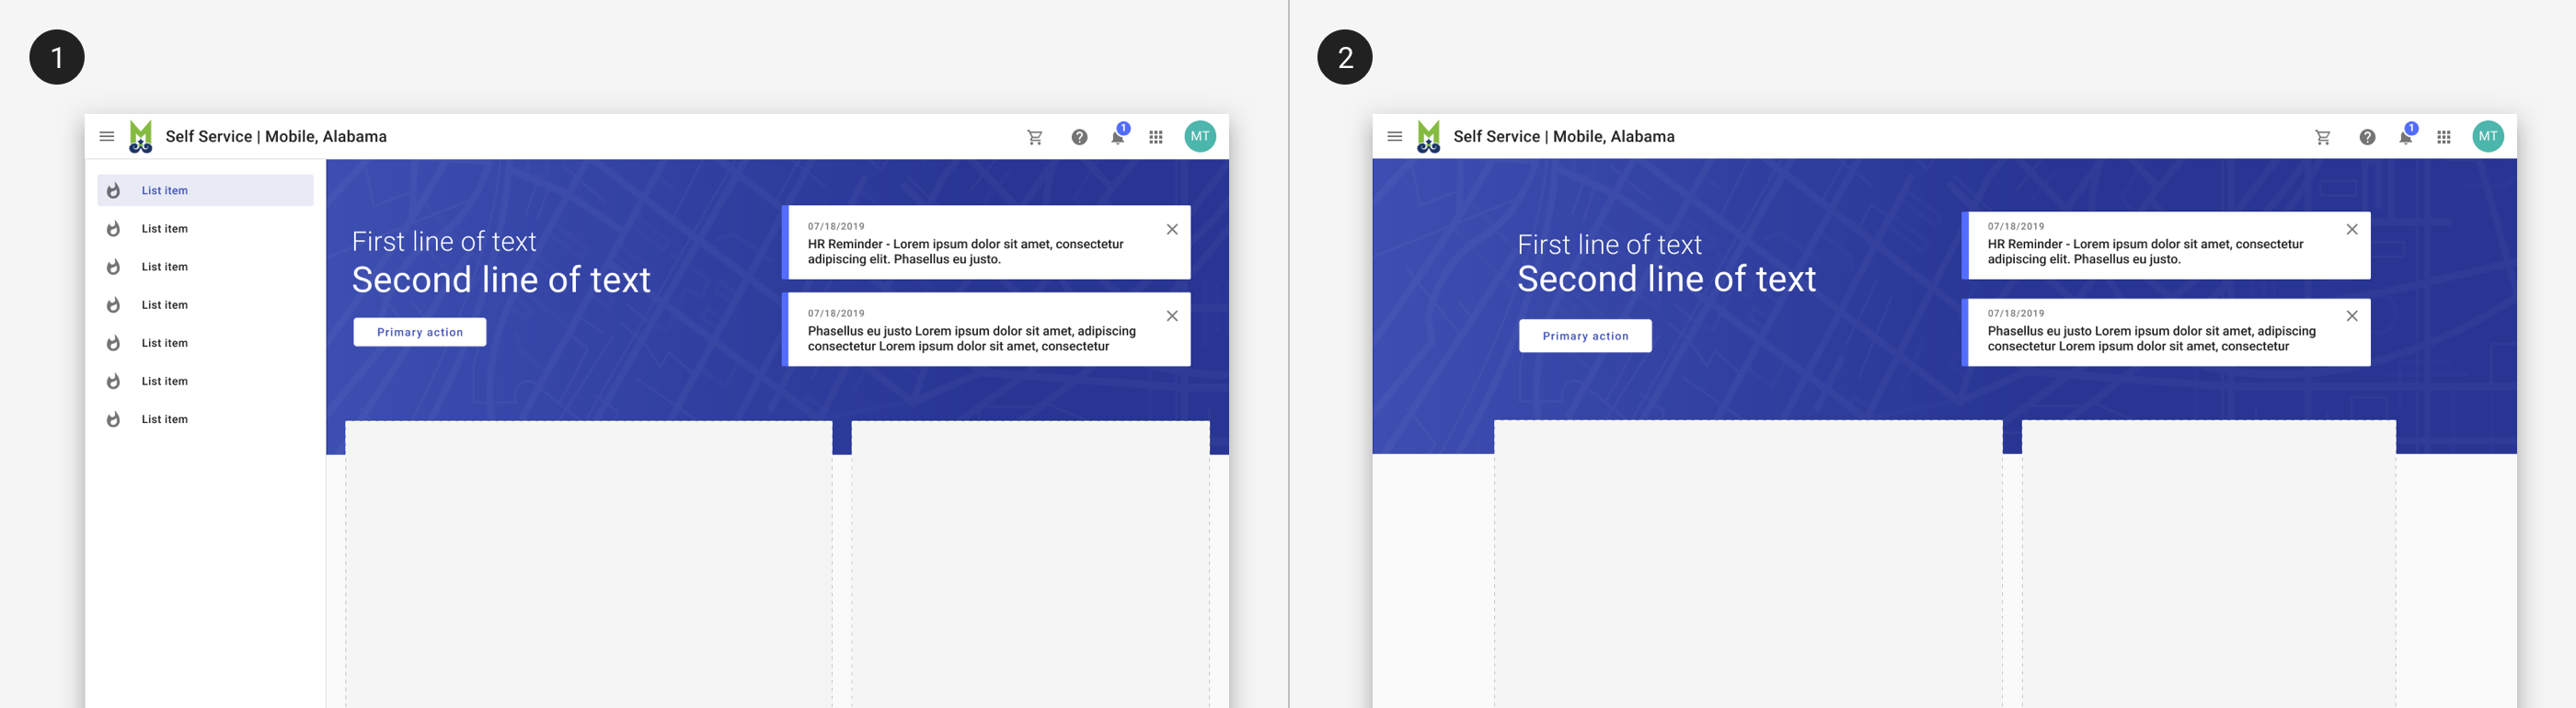 1
Self Service | Mobile, Alabama
1
MT
List item
List item
List item
List item
List item
List item
List item
First line of text
Second line of text
Primary action
07/18/2019
HR Reminder - Lorem ipsum dolor sit amet, consectetur
adipiscing elit. Phasellus eu justo.
07/18/2019
Phasellus eu justo Lorem ipsum dolor sit amet, adipiscing
consectetur Lorem ipsum dolor sit amet, consectetur
2
Self Service | Mobile, Alabama
1
MT
First line of text
Second line of text
Primary action
07/18/2019
HR Reminder - Lorem ipsum dolor sit amet, consectetur
adipiscing elit. Phasellus eu justo.
07/18/2019
Phasellus eu justo Lorem ipsum dolor sit amet, adipiscing
consectetur Lorem ipsum dolor sit amet, consectetur